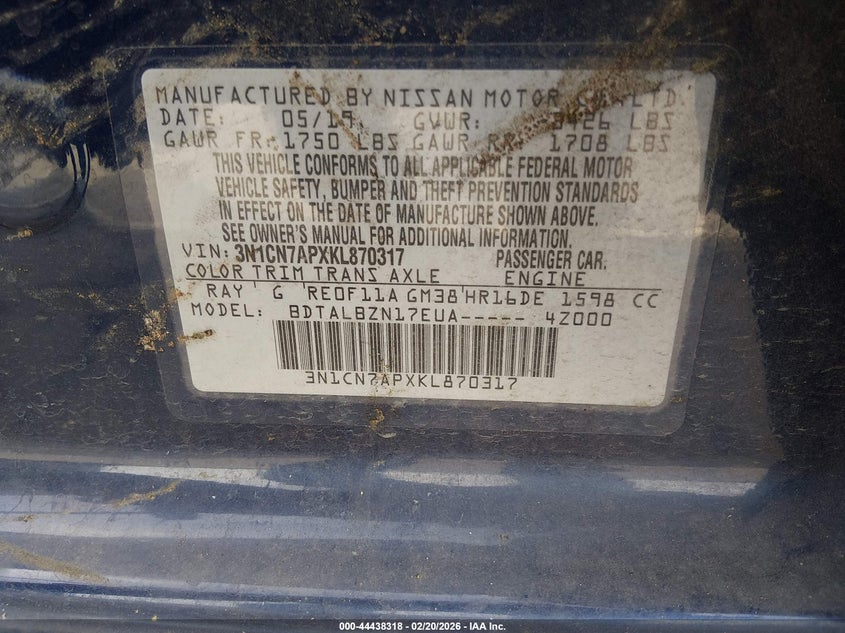 MANUFACTURED BY NISSAN MOTOR LTD.
DATE: 05/19 GVWR: 3426 LBS
GAWR FR: 1750 LBS GAWR RR: 1708 LBS
THIS VEHICLE CONFORMS TO ALL APPLICABLE FEDERAL MOTOR
VEHICLE SAFETY, BUMPER AND THEFT PREVENTION STANDARDS
IN EFFECT ON THE DATE OF MANUFACTURE SHOWN ABOVE.
SEE OWNER'S MANUAL FOR ADDITIONAL INFORMATION.
VIN: 3N1CN7APXKL870317 PASSENGER CAR.
COLOR TRIM TRANS AXLE ENGINE
RAY ' G 'RE0F11A GM38'HR16DE 1598 CC
MODEL: BDTALBZN17EUA----- 4Z000
3N1CN7APXKL870317
000-44438318 - 02/20/2026 - IAA Inc.